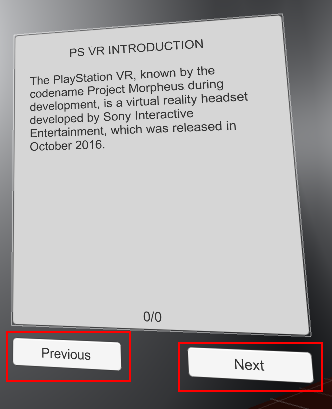 PS VR INTRODUCTION
The PlayStation VR, known by the
codename Project Morpheus during
development, is a virtual reality headset
developed by Sony Interactive
Entertainment, which was released in
October 2016.
0/0
Previous
Next